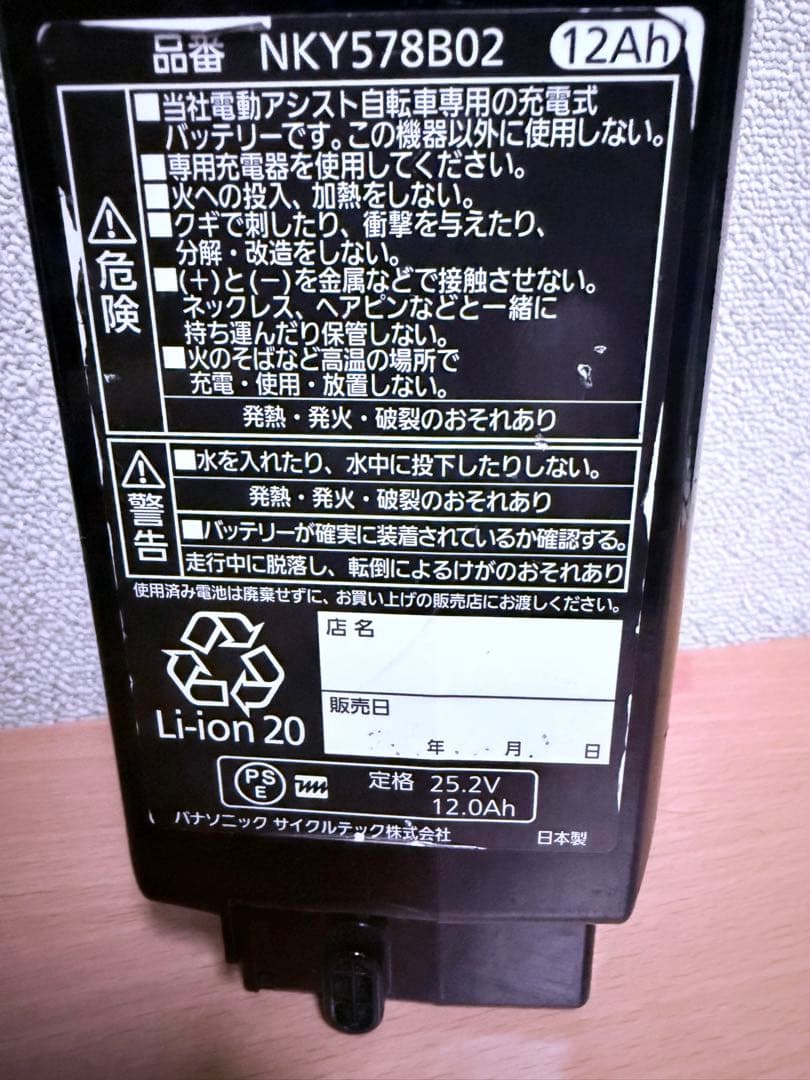 品番 NKY578B02 12Ah
■当社電動アシスト自転車専用の充電式
バッテリーです。この機器以外に使用しない。
■専用充電器を使用してください。
■火への投入、加熱をしない。
■クギで刺したり、衝撃を与えたり、
分解・改造をしない。
■(+)と(-)を金属などで接触させない。
ネックレス、ヘアピンなどと一緒に
持ち運んだり保管しない。
■火のそばなど高温の場所で
充電・使用・放置しない。
危険
発熱・発火・破裂のおそれあり
■水を入れたり、水中に投下したりしない。
発熱・発火・破裂のおそれあり
警告
■バッテリーが確実に装着されているか確認する。
走行中に脱落し、転倒によるけがのおそれあり
使用済み電池は廃棄せずに、お買い上げの販売店にお渡しください。
店名
販売日
年 月 日
Li-ion 20
PSE 定格 25.2V
12.0Ah
パナソニック サイクルテック株式会社 日本製